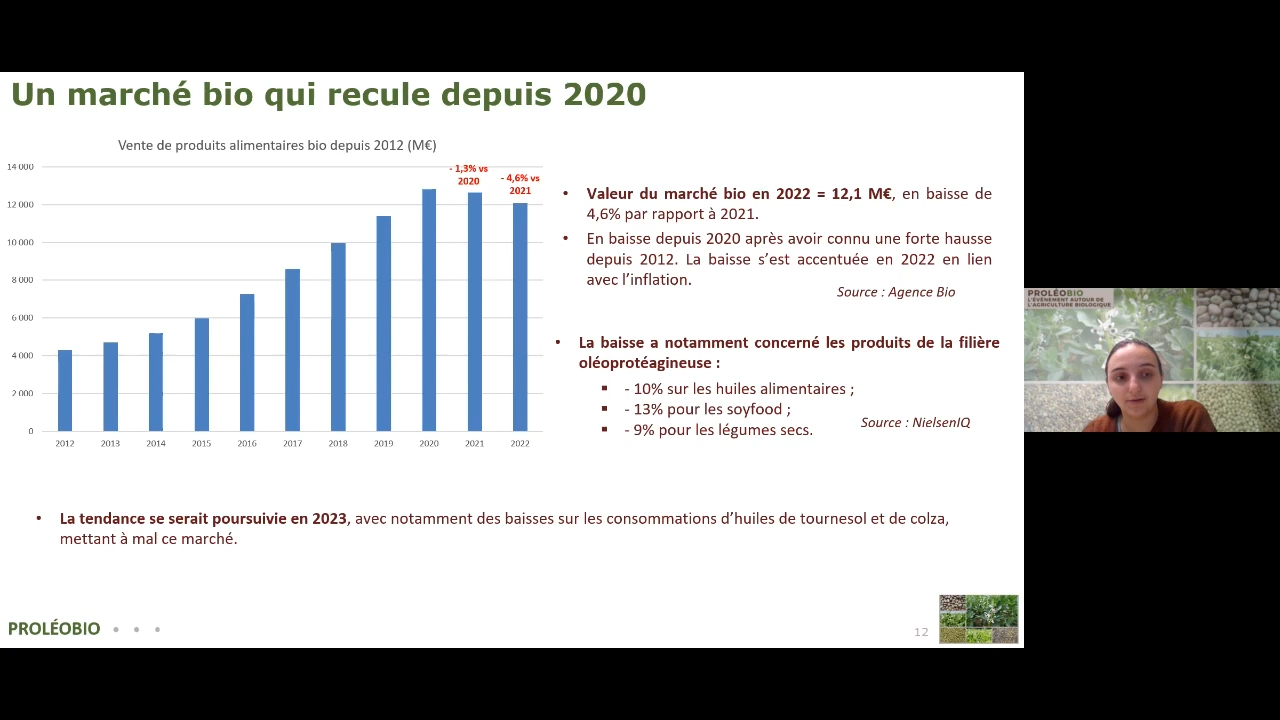 Un marché bio qui recule depuis 2020
Vente de produits alimentaires bio depuis 2012 (M€)
14 000
12 000
10 000
8 000
6 000
4 000
2 000
0
- 1,3% vs
2020
- 4,6% vs
2021
2012 2013 2014 2015 2016 2017 2018 2019 2020 2021 2022
• Valeur du marché bio en 2022 = 12,1 M€, en baisse de
4,6% par rapport à 2021.
• En baisse depuis 2020 après avoir connu une forte hausse
depuis 2012. La baisse s’est accentuée en 2022 en lien
avec l’inflation.
Source : Agence Bio
• La baisse a notamment concerné les produits de la filière
oléoprotéagineuse :
▪ - 10% sur les huiles alimentaires ;
▪ - 13% pour les soyfood ;
▪ - 9% pour les légumes secs.
Source : NielsenIQ
• La tendance se serait poursuivie en 2023, avec notamment des baisses sur les consommations d’huiles de tournesol et de colza,
mettant à mal ce marché.
PROLÉOBIO • • •
12
PROLÉOBIO
L'ÉVÉNEMENT AUTOUR DE
L'AGRICULTURE BIOLOGIQUE